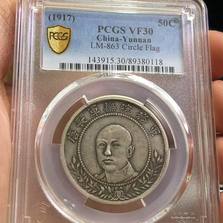 (1917) 50C
PCGS VF30
China-Yunnan
LM-863 Circle Flag
143915.30/89380118
PCGS